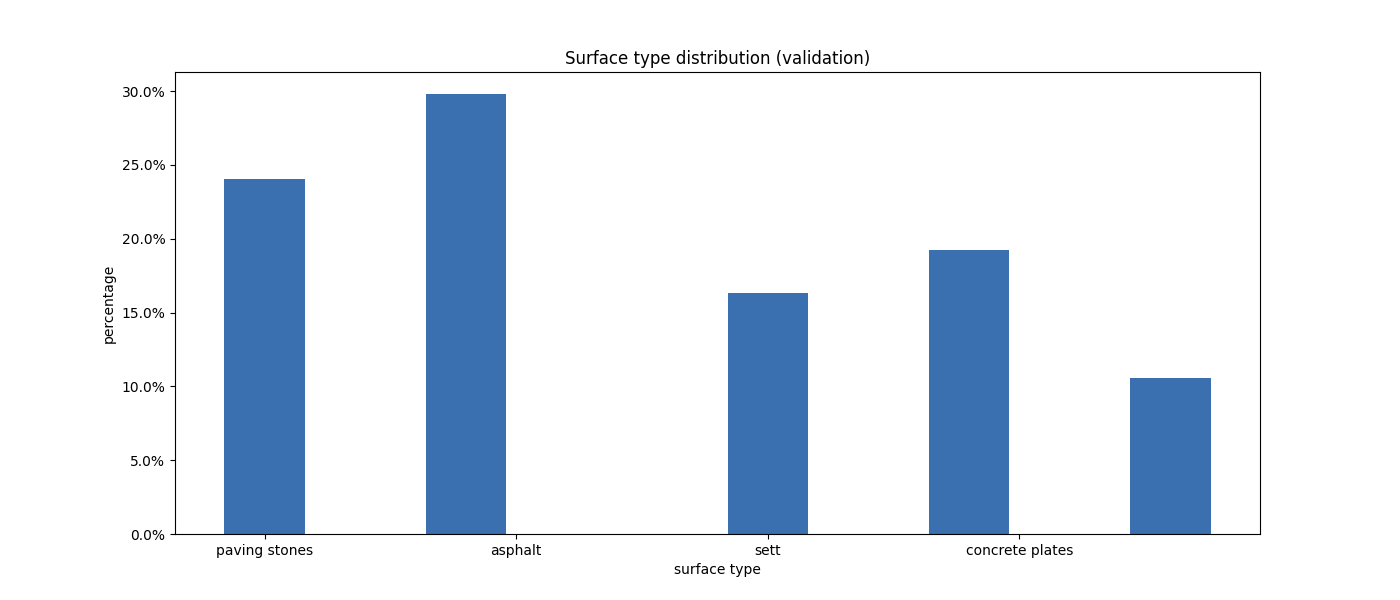 Surface type distribution (validation)
30.0%
25.0%
20.0%
15.0%
10.0%
5.0%
0.0%
percentage
paving stones asphalt sett concrete plates
surface type